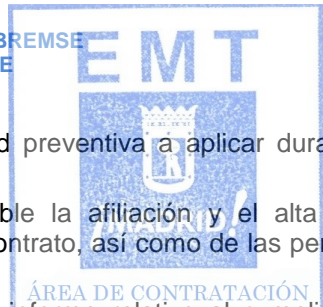 BREMSE
E
EMT
d preventiva a aplicar dura
ble la afiliación y el alta
¡MADRID!
ontrato, así como de las per
ÁREA DE CONTRATACIÓN